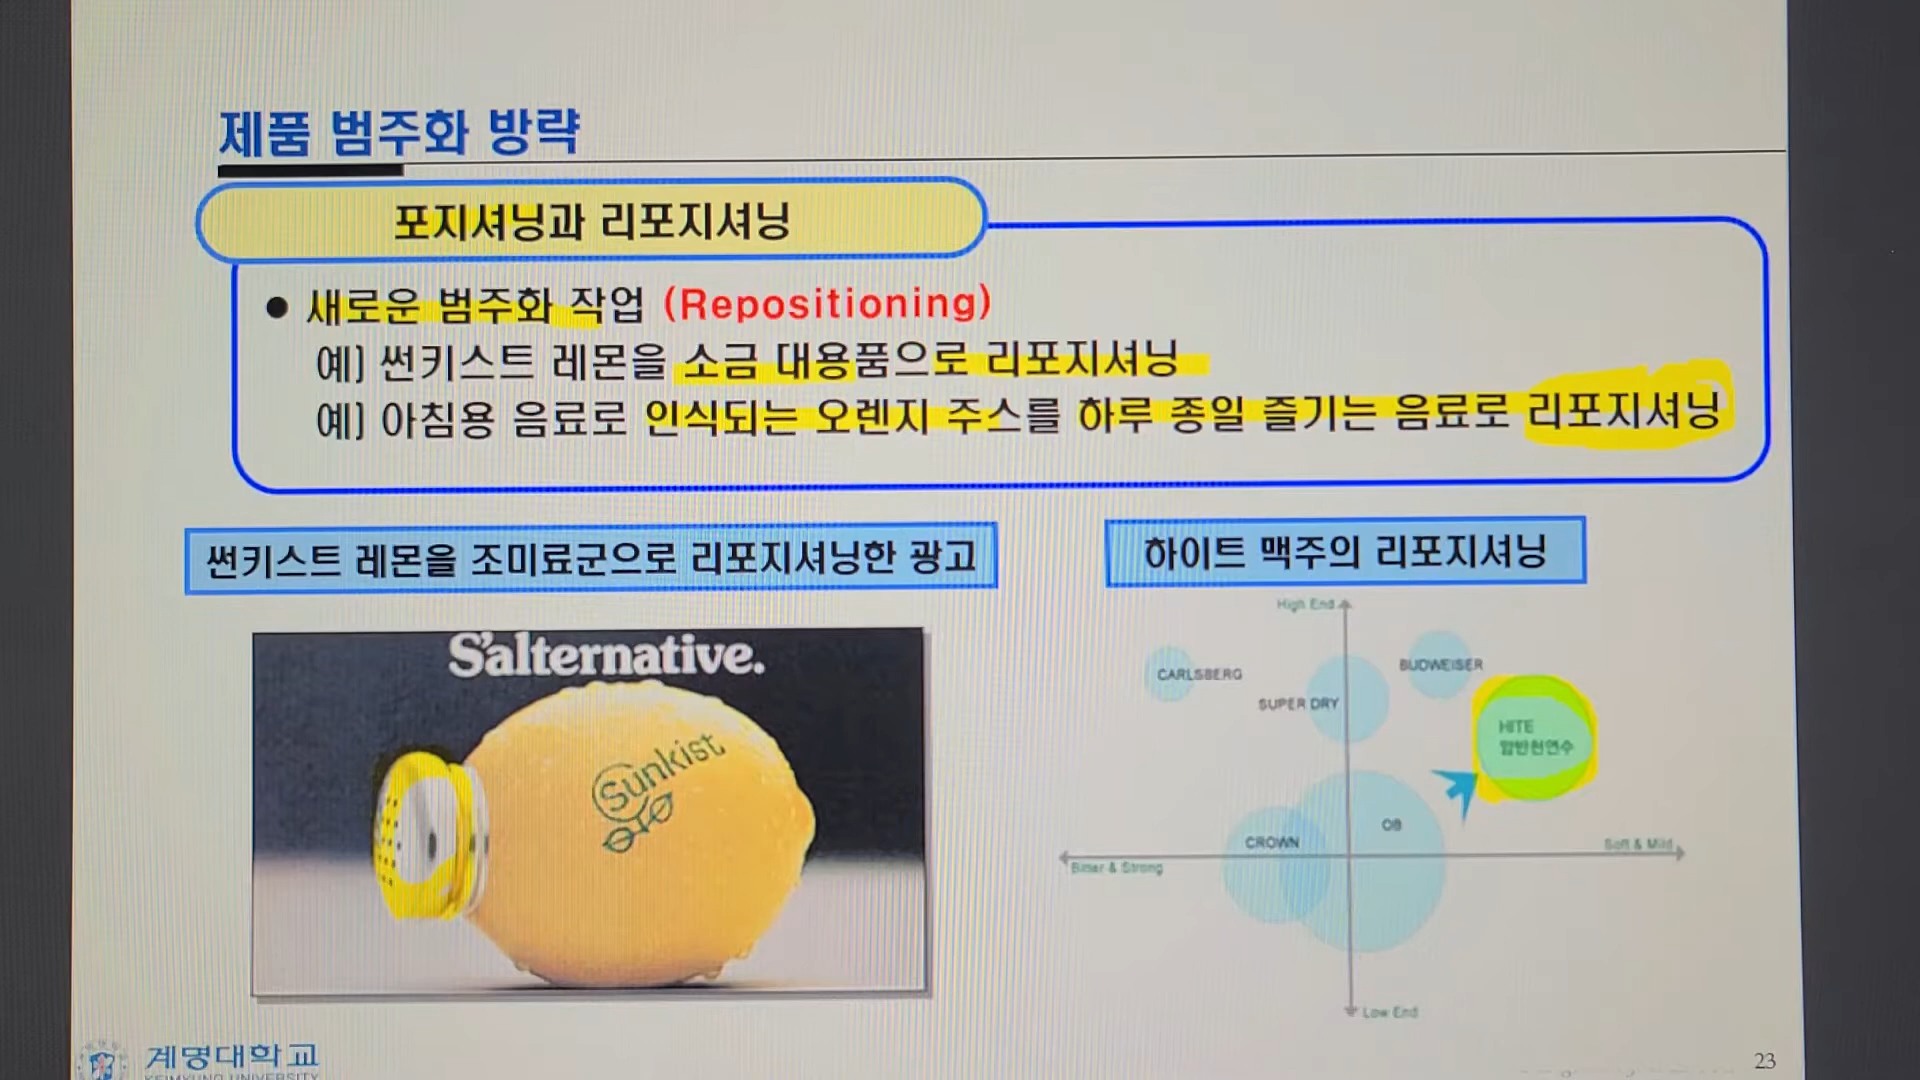 제품 범주화 방략
포지셔닝과 리포지셔닝
● 새로운 범주화 작업 (Repositioning)
예) 썬키스트 레몬을 소금 대용품으로 리포지셔닝
예) 아침용 음료로 인식되는 오렌지 주스를 하루 종일 즐기는 음료로 리포지셔닝
썬키스트 레몬을 조미료군으로 리포지셔닝한 광고
하이트 맥주의 리포지셔닝
S'alternative.
Sunkist
High End
CARLSBERG
BUDWEISER
SUPER DRY
HITE
암반천연수
OB
CROWN
Soft & Mild
Bitter & Strong
Low End
계명대학교
KEIMYUNG UNIVERSITY
23